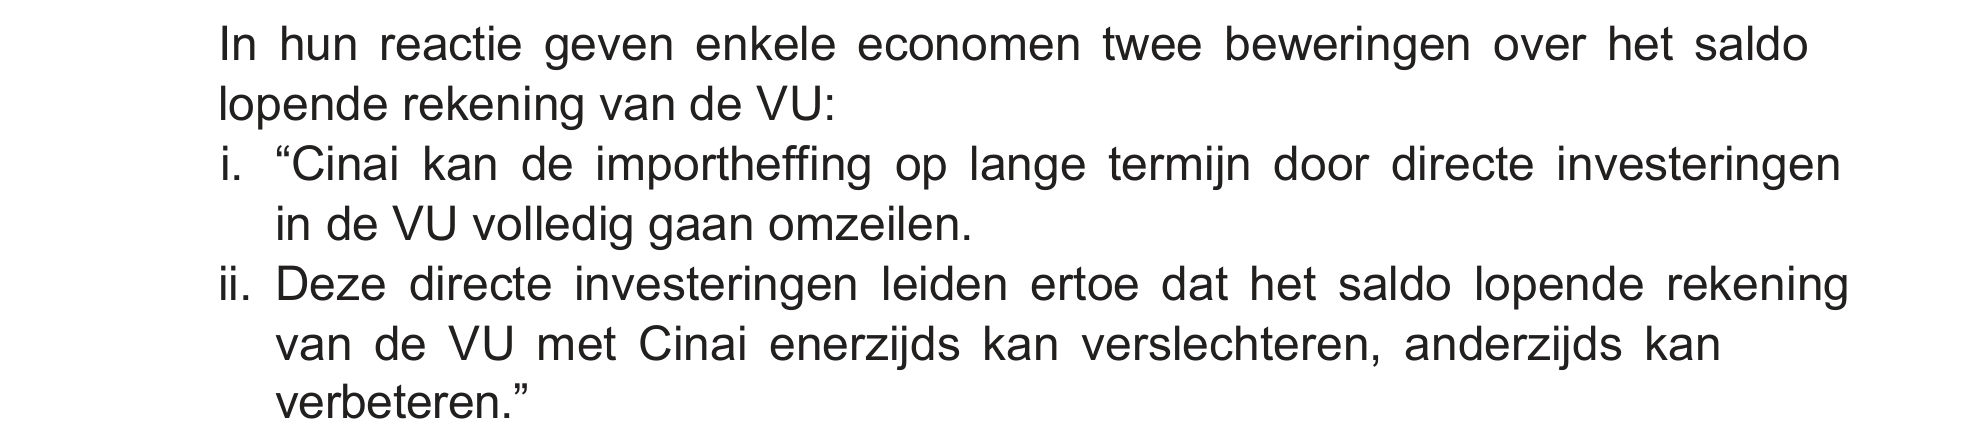 In hun reactie geven enkele economen twee beweringen over het saldo
lopende rekening van de VU:
i. “Cinai kan de importheffing op lange termijn door directe investeringen
in de VU volledig gaan omzeilen.
ii. Deze directe investeringen leiden ertoe dat het saldo lopende rekening
van de VU met Cinai enerzijds kan verslechteren, anderzijds kan
verbeteren.”